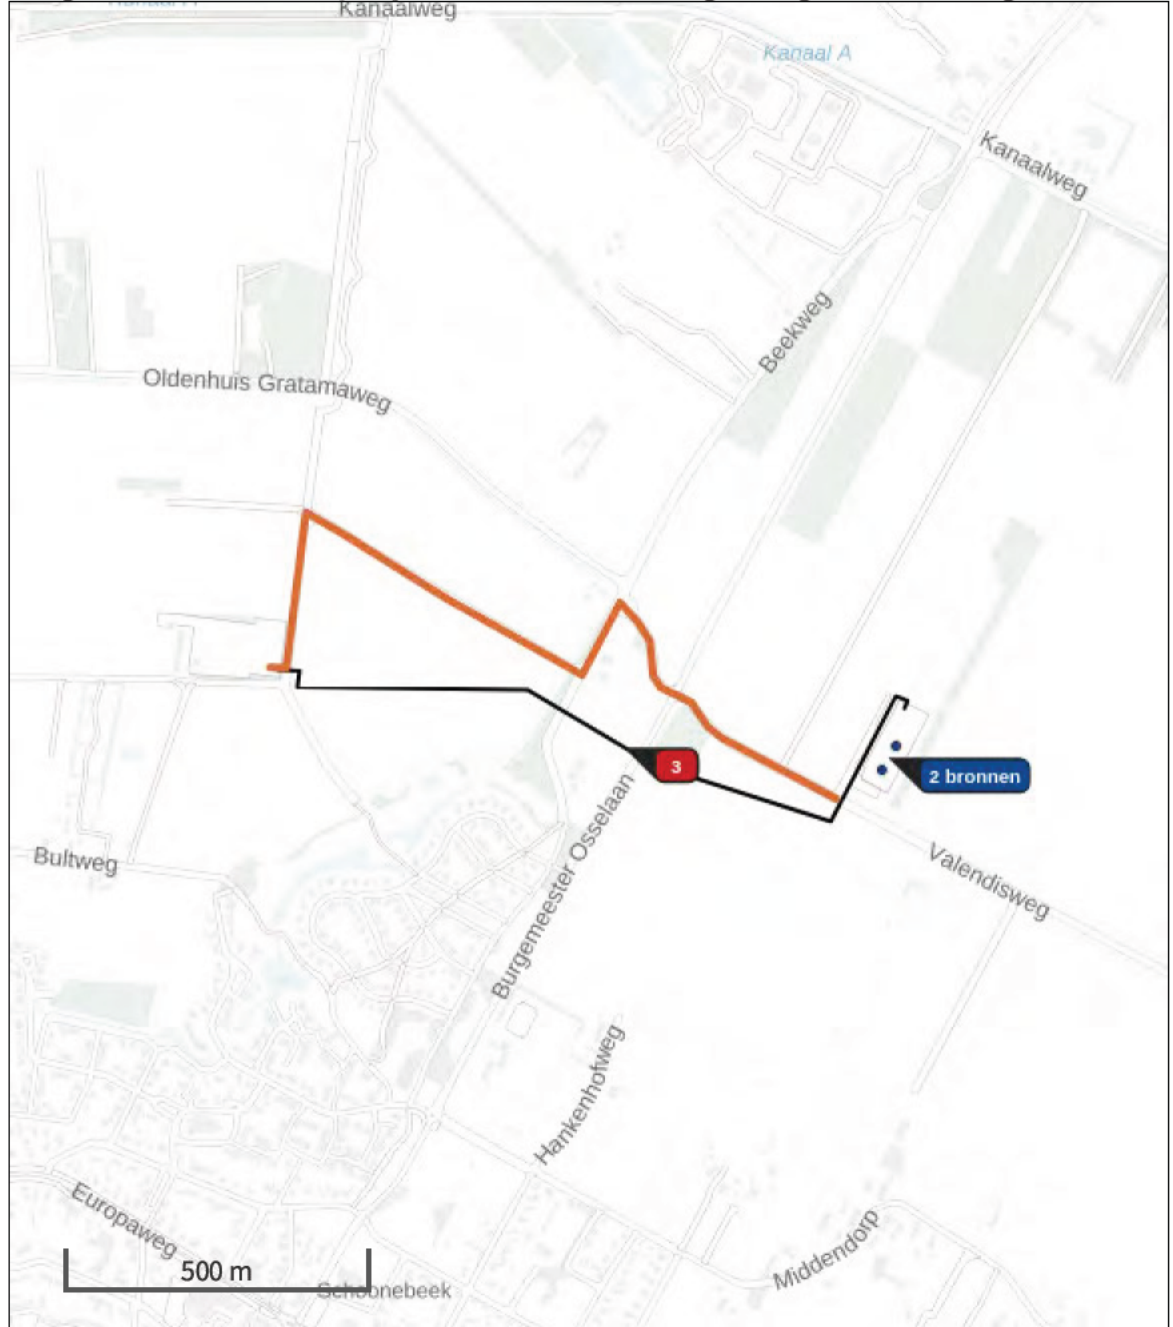 Kanaalweg
Kanaal A
Kanaalweg
Beekweg
Oldenhuis Gratamaweg
3
2 bronnen
Burgemeester Osselaan
Bultweg
Valendisweg
Hankenhofweg
Europaweg
Middendorp
500 m
Schoonebeek